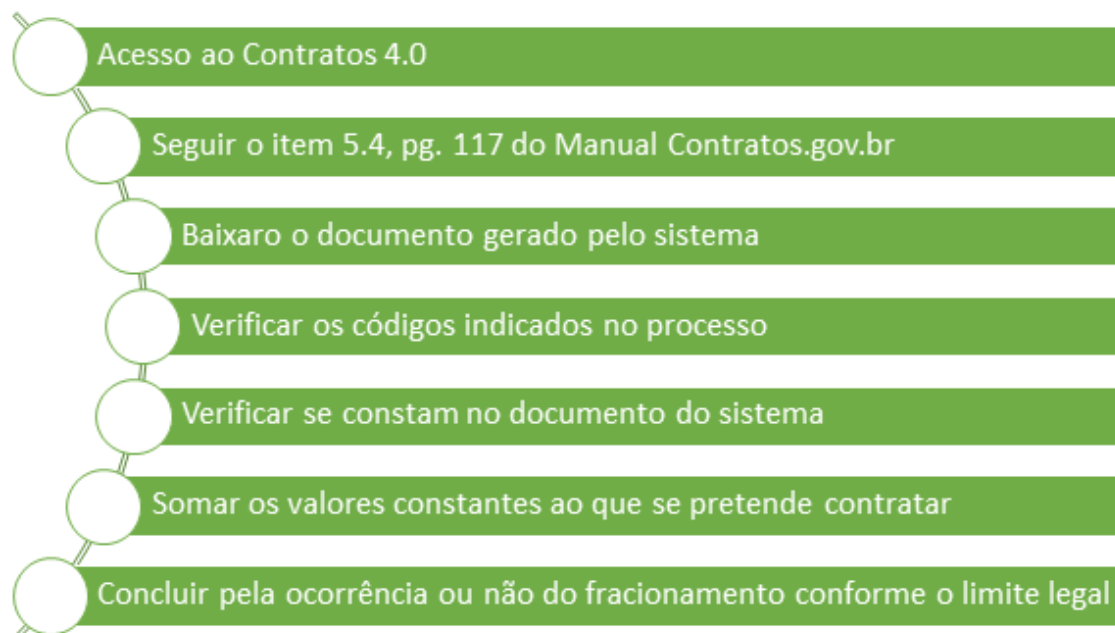 Acesso ao Contratos 4.0
Seguir o item 5.4, pg. 117 do Manual Contratos.gov.br
Baixaro o documento gerado pelo sistema
Verificar os códigos indicados no processo
Verificar se constam no documento do sistema
Somar os valores constantes ao que se pretende contratar
Concluir pela ocorrência ou não do fracionamento conforme o limite legal